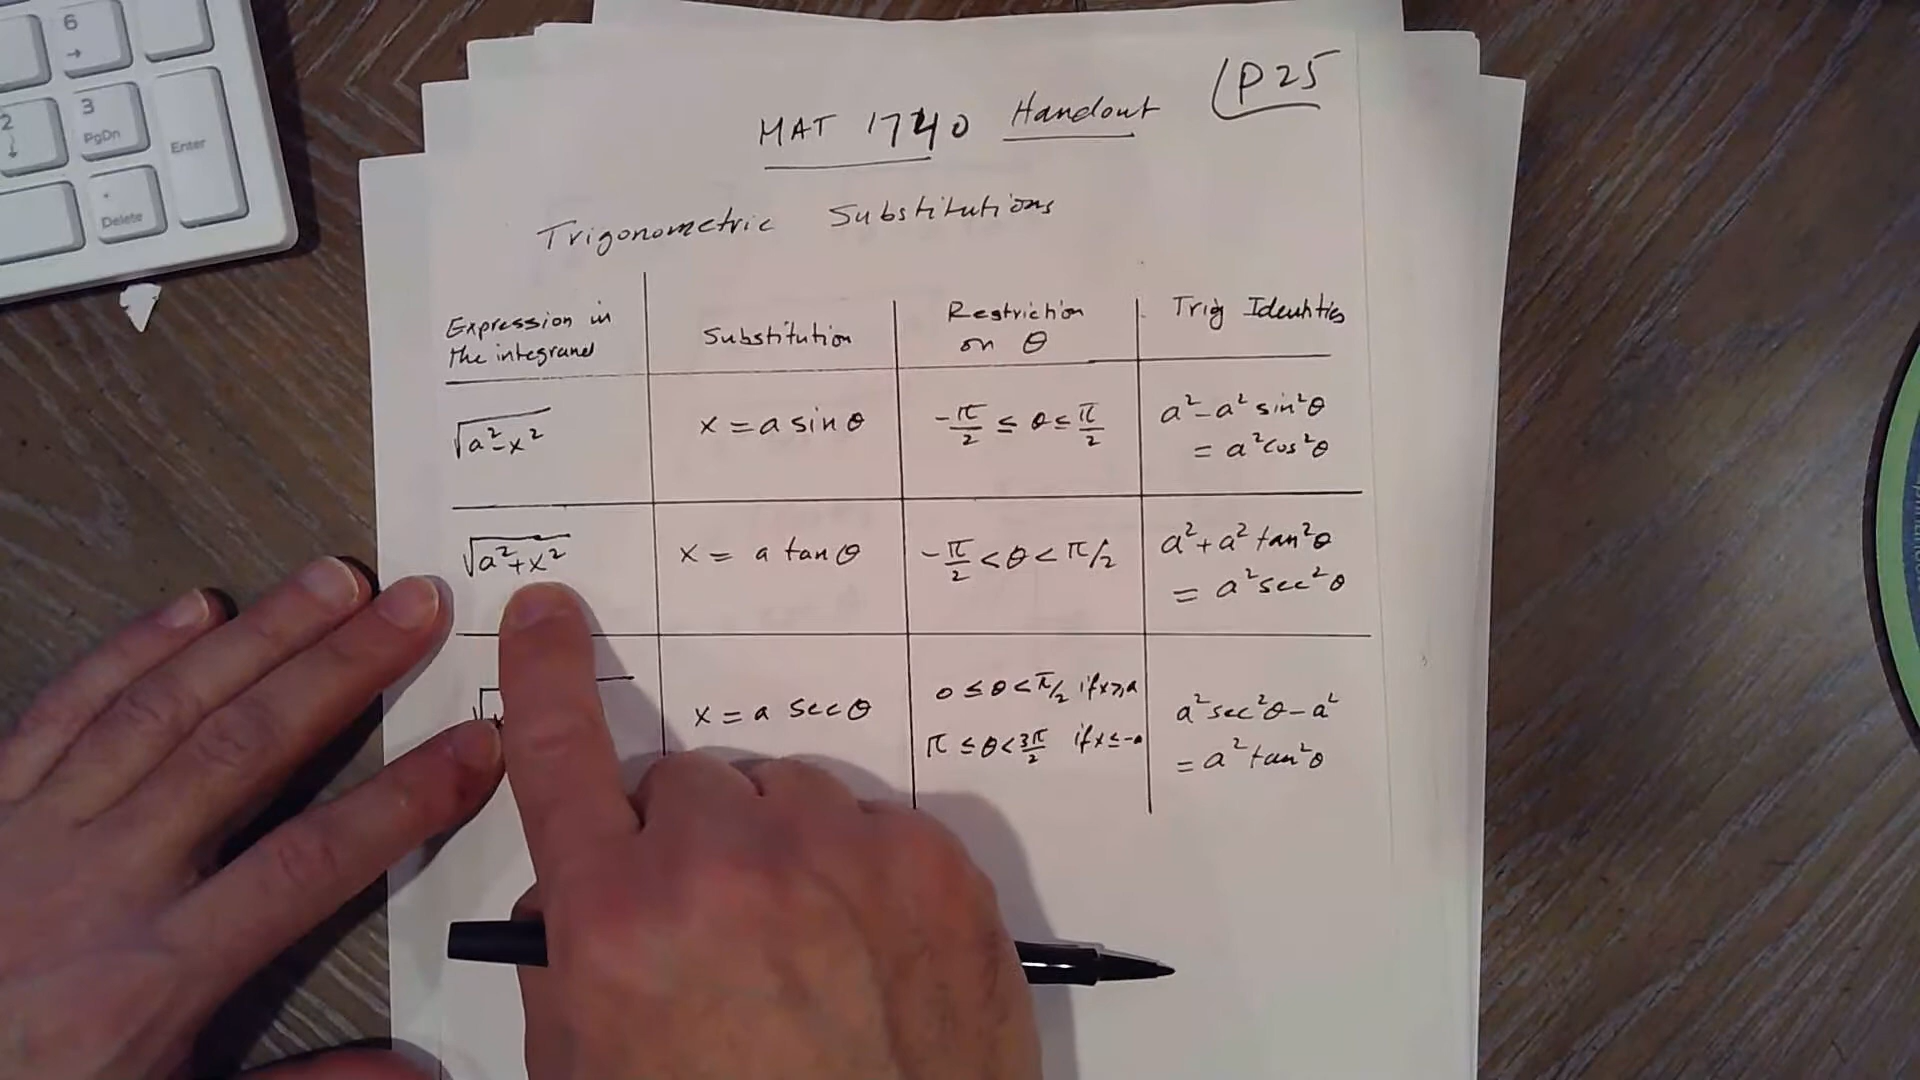 6
→
2
↓
3
PgDn
Enter
.
Delete
P25
MAT 1740 Handout
Trigonometric Substitutions
Expression in
the integrand
Substitution
Restriction
on θ
Trig Identities
√a²-x²
x = a sin θ
-π/2 ≤ θ ≤ π/2
a² - a² sin²θ
= a² cos²θ
√a²+x²
x = a tan θ
-π/2 < θ < π/2
a² + a² tan²θ
= a² sec²θ
x = a sec θ
0 ≤ θ < π/2 if x ≥ a
π ≤ θ < 3π/2 if x ≤ -a
a² sec²θ - a²
= a² tan²θ